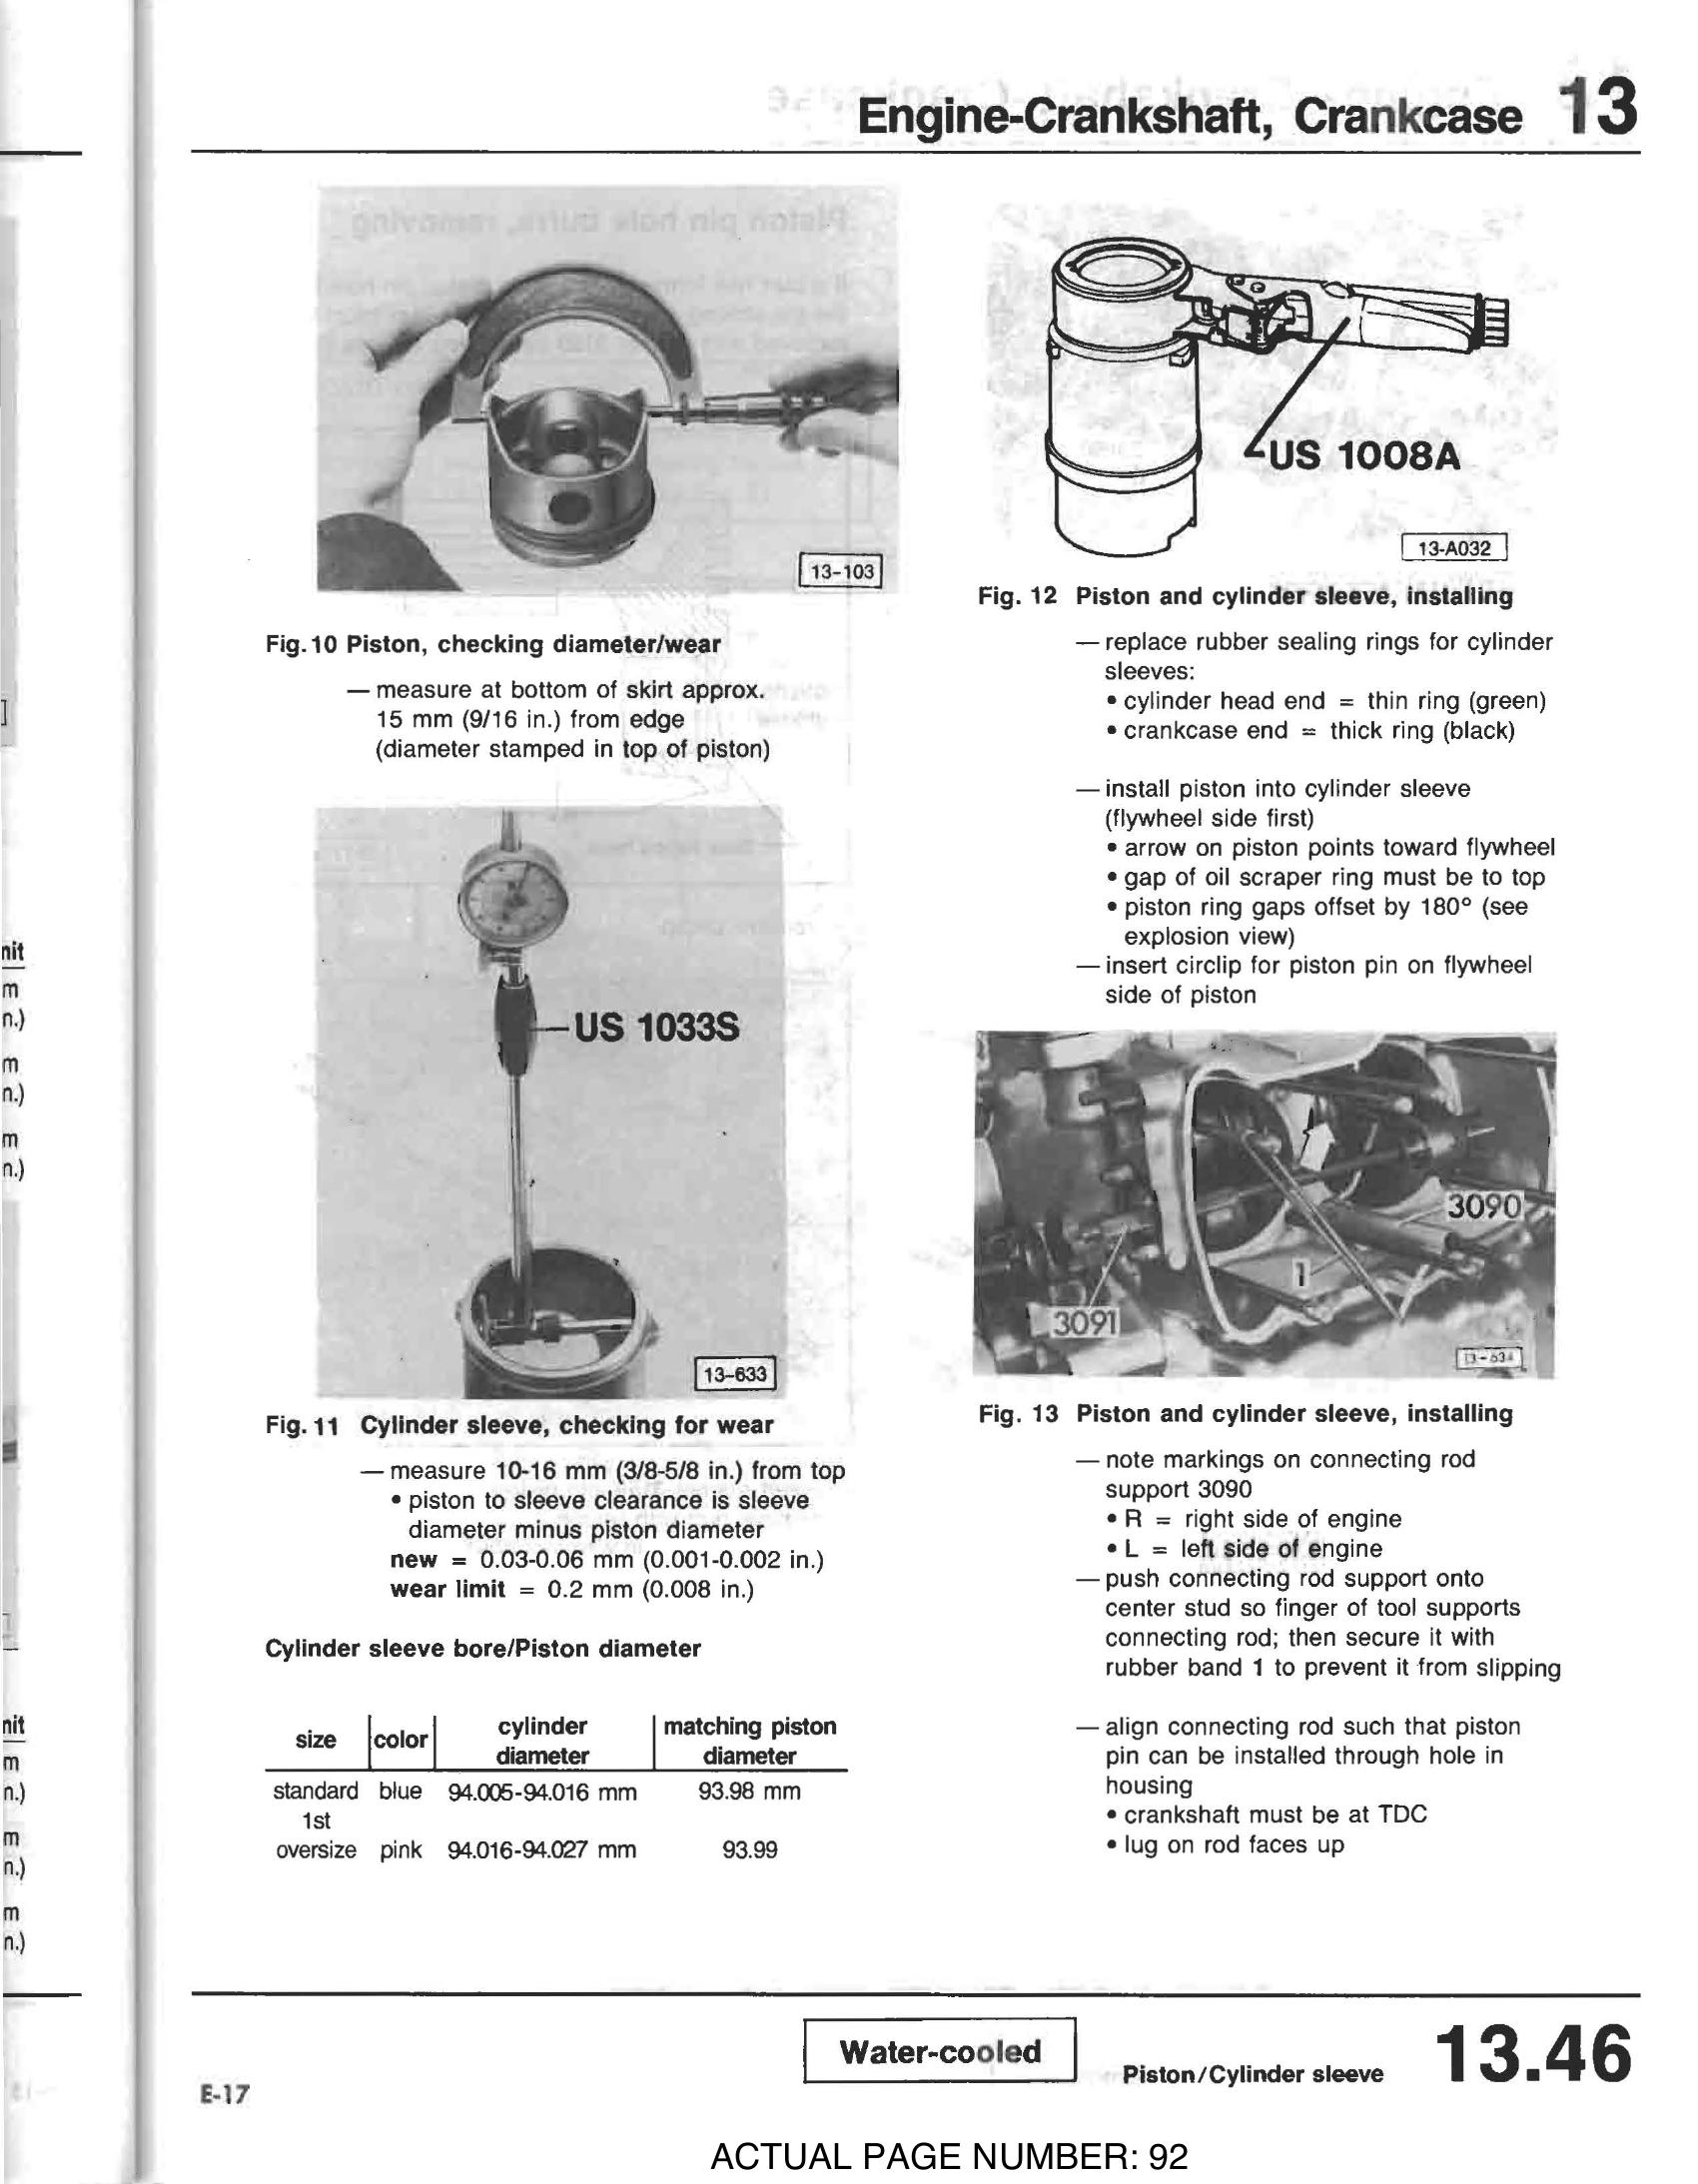 Engine-Crankshaft, Crankcase 13
13-103
Fig. 10 Piston, checking diameter/wear
— measure at bottom of skirt approx.
15 mm (9/16 in.) from edge
(diameter stamped in top of piston)
US 1033S
13-633
Fig. 11 Cylinder sleeve, checking for wear
— measure 10-16 mm (3/8-5/8 in.) from top
• piston to sleeve clearance is sleeve
diameter minus piston diameter
new = 0.03-0.06 mm (0.001-0.002 in.)
wear limit = 0.2 mm (0.008 in.)
Cylinder sleeve bore/Piston diameter
size color cylinder diameter matching piston diameter
standard blue 94.005-94.016 mm 93.98 mm
1st
oversize pink 94.016-94.027 mm 93.99
US 1008A
13-A032
Fig. 12 Piston and cylinder sleeve, installing
— replace rubber sealing rings for cylinder
sleeves:
• cylinder head end = thin ring (green)
• crankcase end = thick ring (black)
— install piston into cylinder sleeve
(flywheel side first)
• arrow on piston points toward flywheel
• gap of oil scraper ring must be to top
• piston ring gaps offset by 180° (see
explosion view)
— insert circlip for piston pin on flywheel
side of piston
3090
1
3091
13-634
Fig. 13 Piston and cylinder sleeve, installing
— note markings on connecting rod
support 3090
• R = right side of engine
• L = left side of engine
— push connecting rod support onto
center stud so finger of tool supports
connecting rod; then secure it with
rubber band 1 to prevent it from slipping
— align connecting rod such that piston
pin can be installed through hole in
housing
• crankshaft must be at TDC
• lug on rod faces up
Water-cooled
Piston/Cylinder sleeve 13.46
E-17
ACTUAL PAGE NUMBER: 92